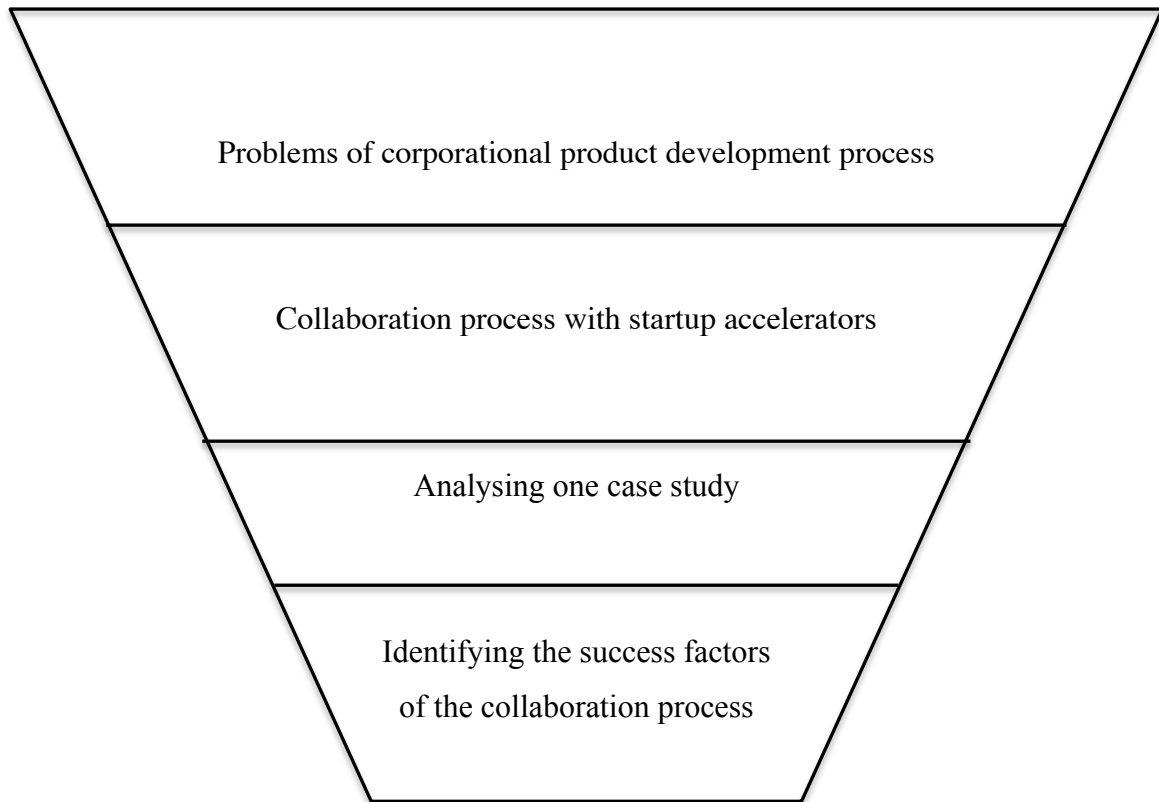 Problems of corporational product development process
Collaboration process with startup accelerators
Analysing one case study
Identifying the success factors
of the collaboration process